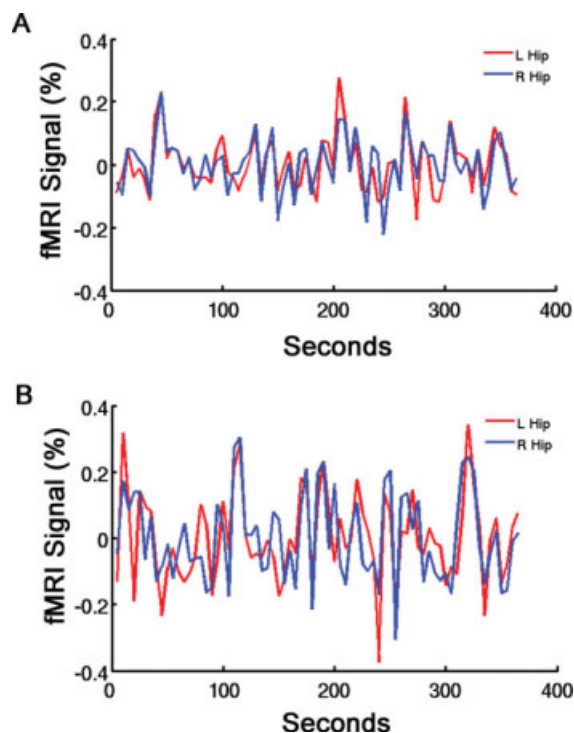 A
0.4
L Hip
R Hip
0.2
0
-0.2
-0.4
fMRI Signal (%)
100 200 300 400
Seconds
B
0.4
L Hip
R Hip
0.2
0
-0.2
-0.4
fMRI Signal (%)
0 100 200 300 400
Seconds